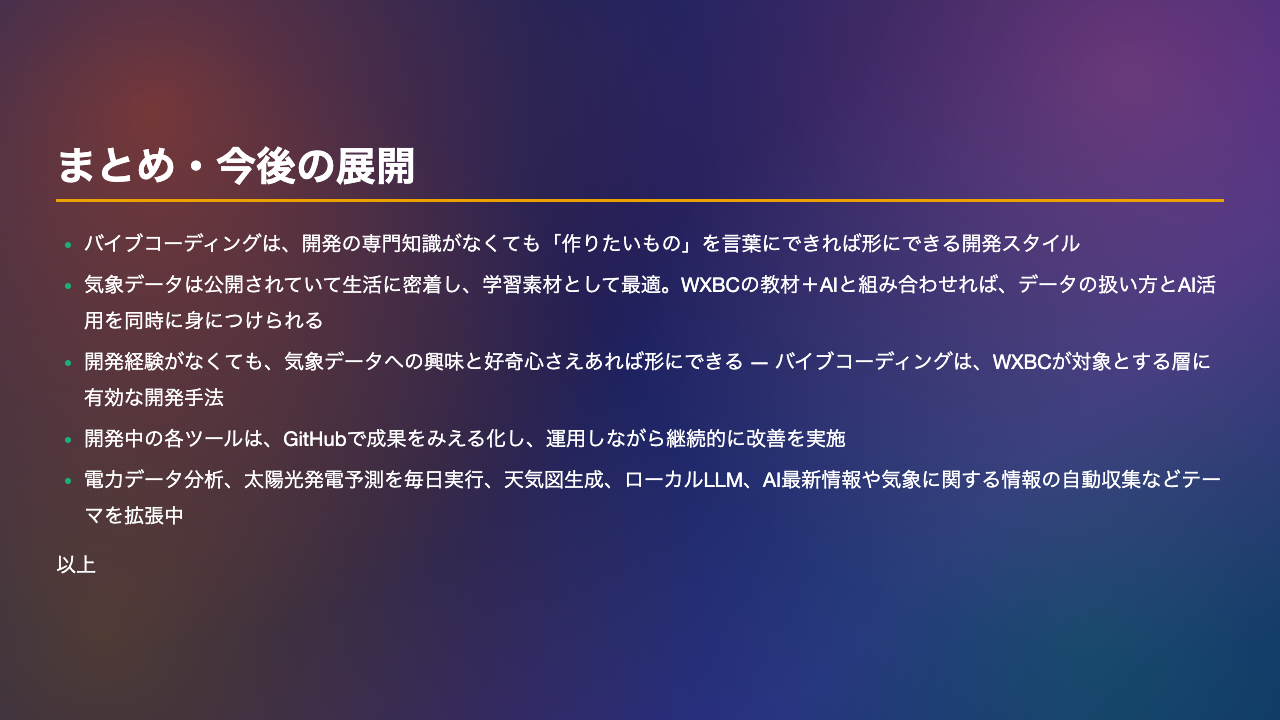 まとめ・今後の展開
• バイブコーディングは、開発の専門知識がなくても「作りたいもの」を言葉にできれば形にできる開発スタイル
• 気象データは公開されていて生活に密着し、学習素材として最適。WXBCの教材＋AIと組み合わせれば、データの扱い方とAI活
用を同時に身につけられる
• 開発経験がなくても、気象データへの興味と好奇心さえあれば形にできる — バイブコーディングは、WXBCが対象とする層に
有効な開発手法
• 開発中の各ツールは、GitHubで成果をみえる化し、運用しながら継続的に改善を実施
• 電力データ分析、太陽光発電予測を毎日実行、天気図生成、ローカルLLM、AI最新情報や気象に関する情報の自動収集などテー
マを拡張中
以上